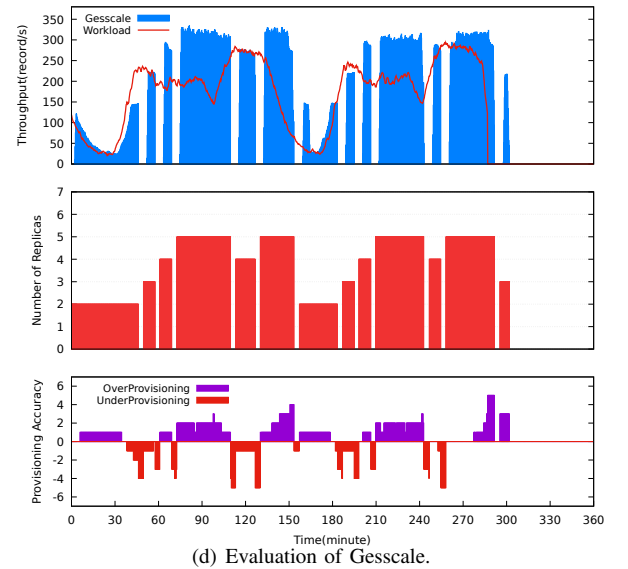 Gesscale
Workload
Throughput(record/s)
350
300
250
200
150
100
50
0
Number of Replicas
7
6
5
4
3
2
1
0
OverProvisioning
UnderProvisioning
Provisioning Accuracy
6
4
2
0
-2
-4
-6
0 30 60 90 120 150 180 210 240 270 300 330 360
Time(minute)
(d) Evaluation of Gesscale.